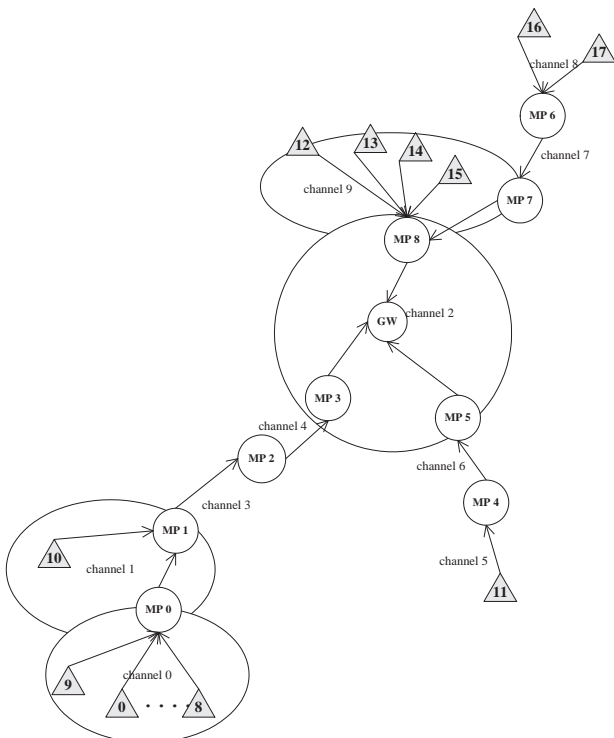 16
17
channel 8
MP 6
channel 7
12
13
14
15
channel 9
MP 7
MP 8
GW
channel 2
MP 3
MP 5
channel 4
MP 2
channel 6
channel 3
MP 4
MP 1
10
channel 1
channel 5
11
MP 0
channel 0
9
0
. . . .
8